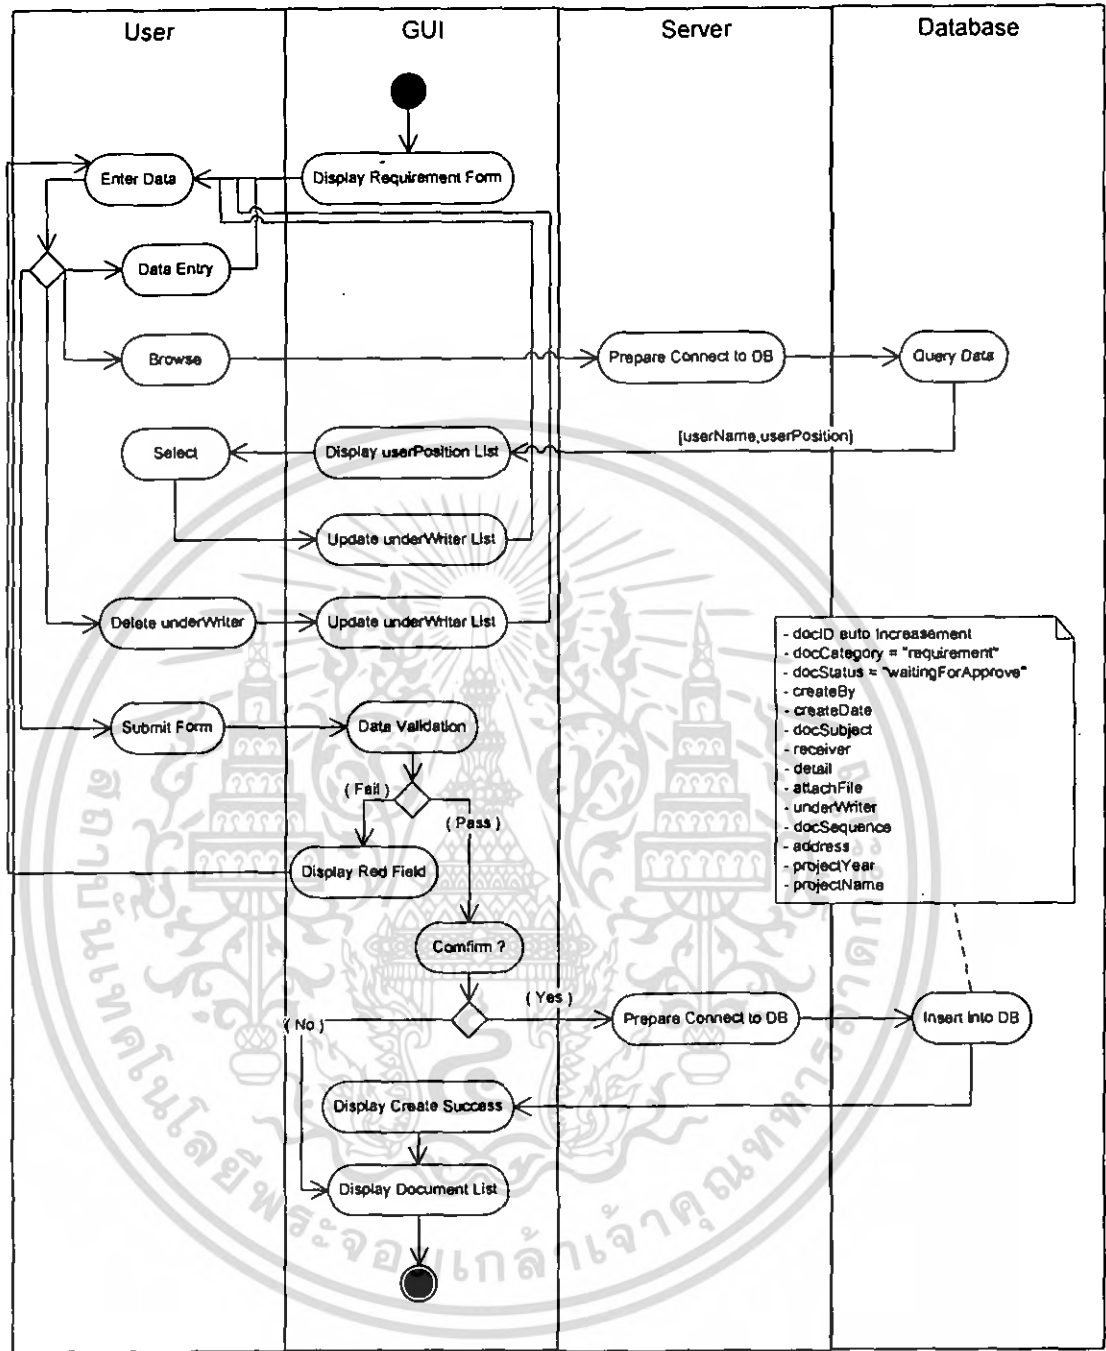 User
GUI
Server
Database
Display Requirement Form
Enter Data
Data Entry
Browse
Prepare Connect to DB
Query Data
[userName,userPosition]
Select
Display userPosition List
Update underWriter List
Delete underWriter
Update underWriter List
- docID auto Increasement
- docCategory = "requirement"
- docStatus = "waitingForApprove"
- createBy
- createDate
- docSubject
- receiver
- detail
- attachFile
- underWriter
- docSequence
- address
- projectYear
- projectName
Submit Form
Data Validation
( Fail )
( Pass )
Display Red Field
Comfirm ?
( Yes )
( No )
Prepare Connect to DB
Insert Into DB
Display Create Success
Display Document List